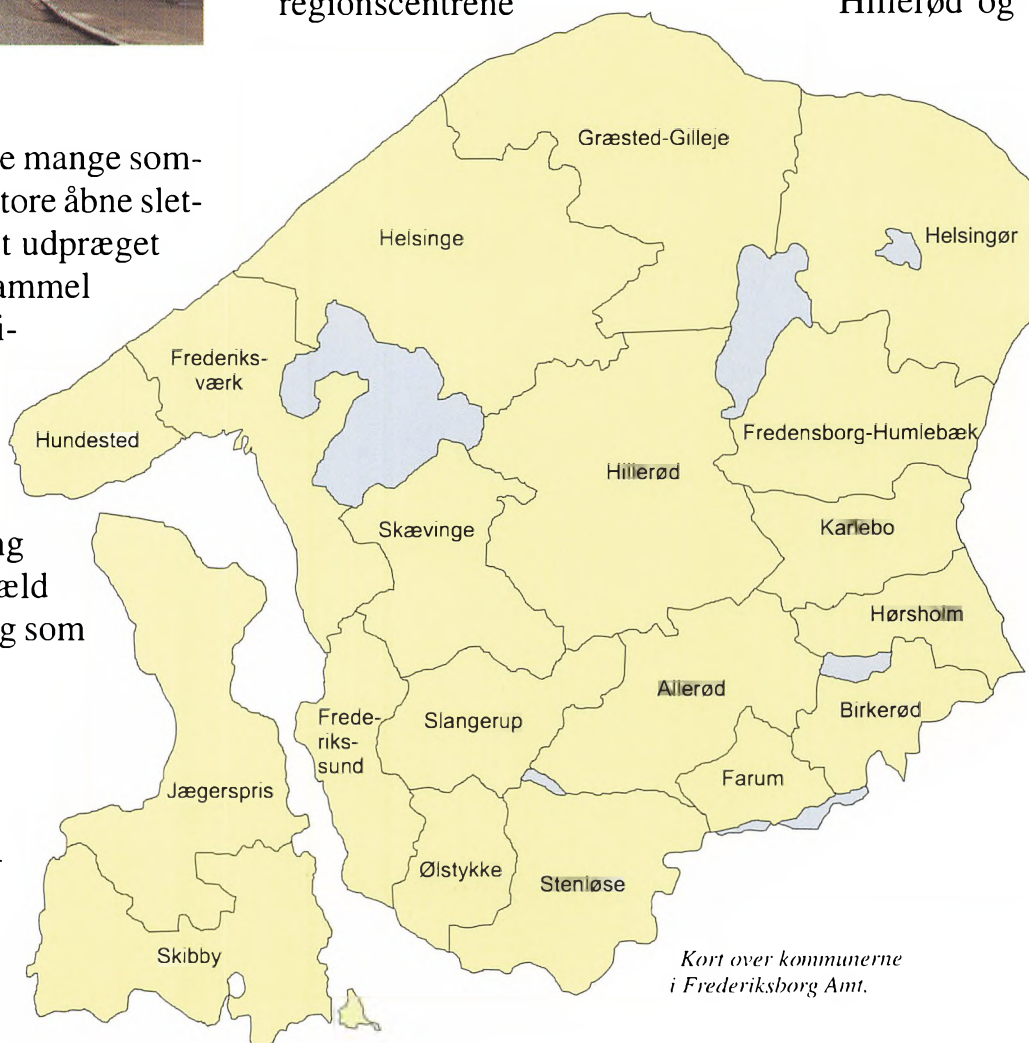 regionscentrene
Hillerød og
e mange som-
tore åbne slet-
t udpræget
ammel
i-
ng
æld
g som
Græsted-Gilleje
Helsinge
Helsingør
Frederiks-
værk
Hundested
Fredensborg-Humlebæk
Hillerød
Skævinge
Karlebo
Hørsholm
Allerød
Birkerød
Slangerup
Frede-
riks-
sund
Farum
Jægerspris
Ølstykke
Stenløse
Skibby
Kort over kommunerne
i Frederiksborg Amt.